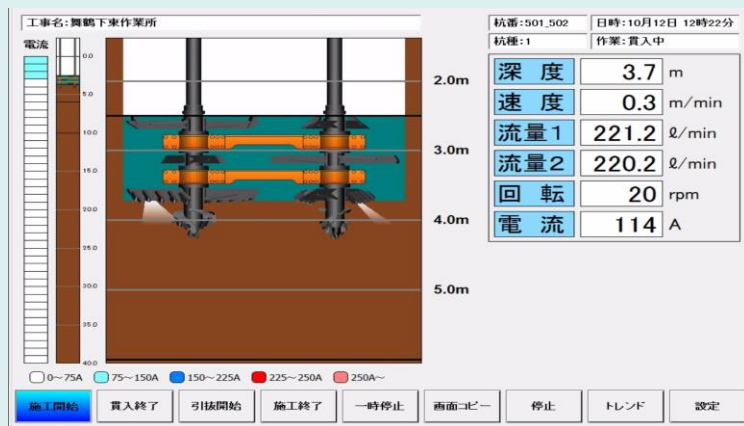 工事名:舞鶴下東作業所
杭番:501,502
日時:10月12日 12時22分
杭種:1
作業:貫入中
電流
0.0
5.0
10.0
15.0
20.0
25.0
30.0
35.0
40.0
2.0m
3.0m
4.0m
5.0m
深度 3.7 m
速度 0.3 m/min
流量1 221.2 ℓ/min
流量2 220.2 ℓ/min
回転 20 rpm
電流 114 A
0～75A 75～150A 150～225A 225～250A 250A～
施工開始 貫入終了 引抜開始 施工終了 一時停止 画面コピー 停止 トレンド 設定